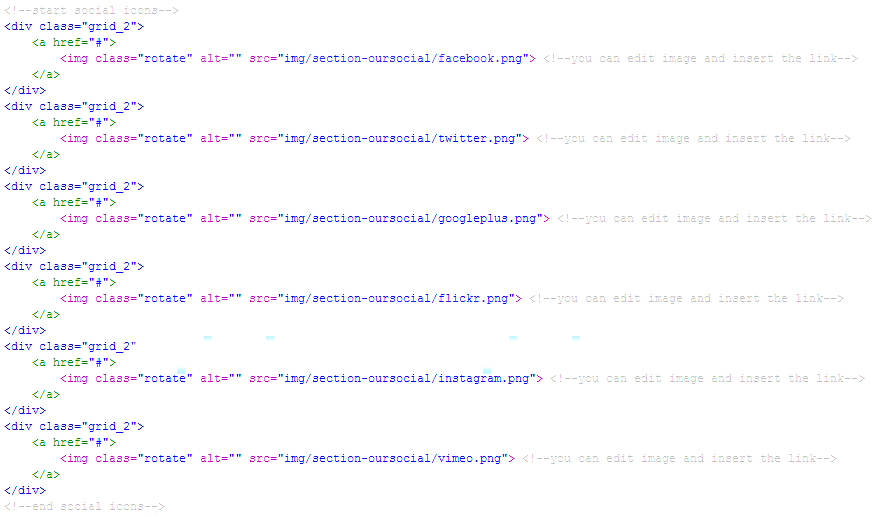 <!--start social icons-->
<div class="grid_2">
    <a href="#">
        <img class="rotate" alt="" src="img/section-oursocial/facebook.png"> <!--you can edit image and insert the link-->
    </a>
</div>
<div class="grid_2">
    <a href="#">
        <img class="rotate" alt="" src="img/section-oursocial/twitter.png"> <!--you can edit image and insert the link-->
    </a>
</div>
<div class="grid_2">
    <a href="#">
        <img class="rotate" alt="" src="img/section-oursocial/googleplus.png"> <!--you can edit image and insert the link-->
    </a>
</div>
<div class="grid_2">
    <a href="#">
        <img class="rotate" alt="" src="img/section-oursocial/flickr.png"> <!--you can edit image and insert the link-->
    </a>
</div>
<div class="grid_2"
    <a href="#">
        <img class="rotate" alt="" src="img/section-oursocial/instagram.png"> <!--you can edit image and insert the link-->
    </a>
</div>
<div class="grid_2">
    <a href="#">
        <img class="rotate" alt="" src="img/section-oursocial/vimeo.png"> <!--you can edit image and insert the link-->
    </a>
</div>
<!--end social icons-->